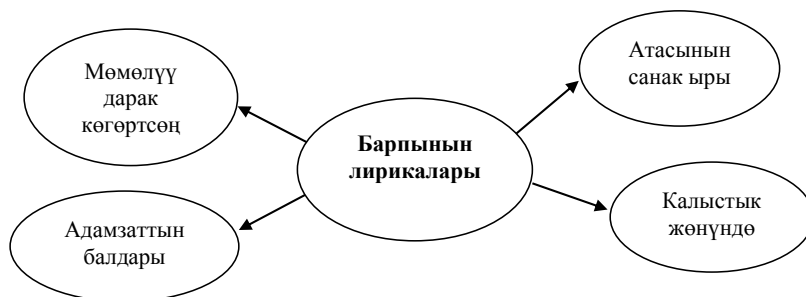 Мөмөлүү
дарак
көгөртсөң
Атасынын
санак ыры
Барпынын
лирикалары
Адамзаттын
балдары
Калыстык
жөнүндө